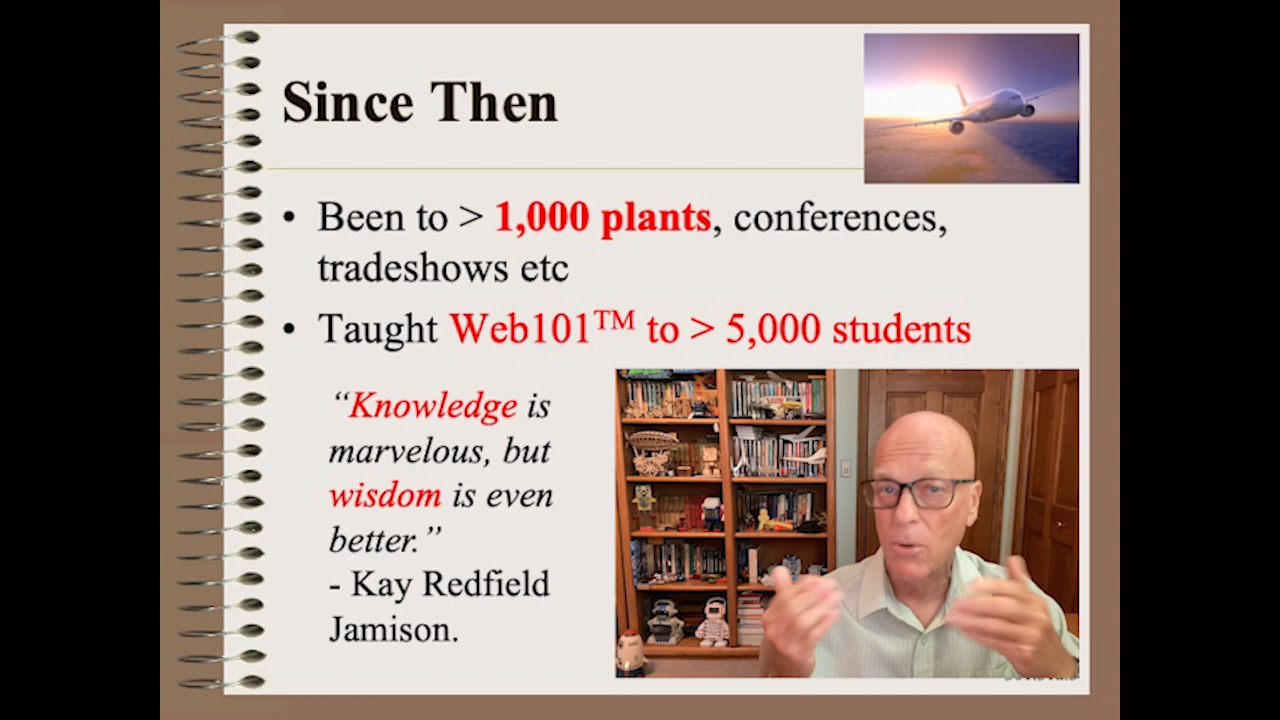 Since Then
• Been to > 1,000 plants, conferences,
tradeshows etc
• Taught Web101™ to > 5,000 students
“Knowledge is
marvelous, but
wisdom is even
better.”
- Kay Redfield
Jamison.